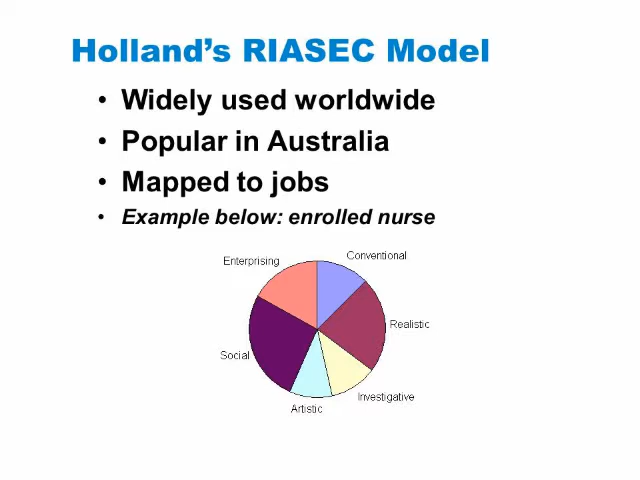 Holland's RIASEC Model
• Widely used worldwide
• Popular in Australia
• Mapped to jobs
• Example below: enrolled nurse
Conventional
Enterprising
Realistic
Social
Investigative
Artistic